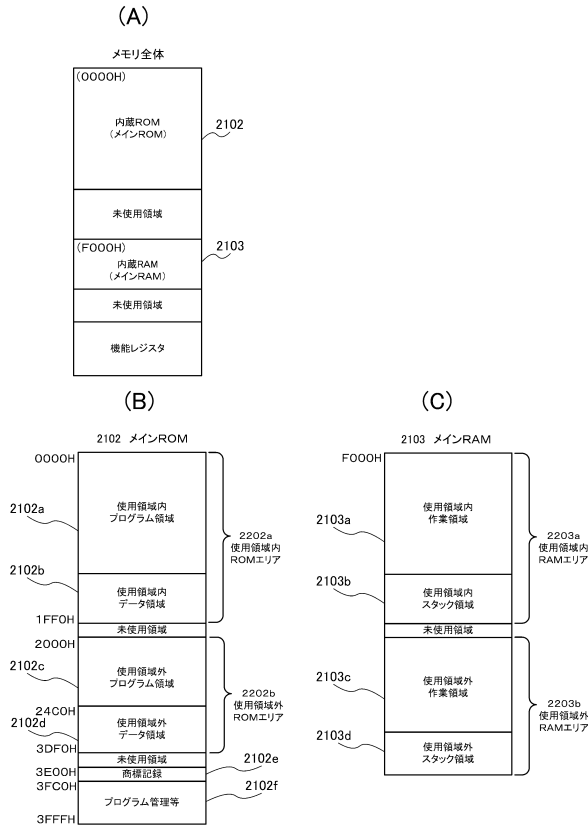 (A)
メモリ全体
(0000H)
内蔵ROM
(メインROM)
2102
未使用領域
(F000H)
2103
内蔵RAM
(メインRAM)
未使用領域
機能レジスタ
(B)
2102 メインROM
0000H
2102a
使用領域内
プログラム領域
2202a
使用領域内
ROMエリア
2102b
使用領域内
データ領域
1FF0H
未使用領域
2000H
2102c
使用領域外
プログラム領域
2202b
使用領域外
ROMエリア
24C0H
2102d
使用領域外
データ領域
3DF0H
未使用領域
2102e
3E00H
商標記録
3FC0H
2102f
プログラム管理等
3FFFH
(C)
2103 メインRAM
F000H
2103a
使用領域内
作業領域
2203a
使用領域内
RAMエリア
2103b
使用領域内
スタック領域
未使用領域
2103c
使用領域外
作業領域
2203b
使用領域外
RAMエリア
2103d
使用領域外
スタック領域